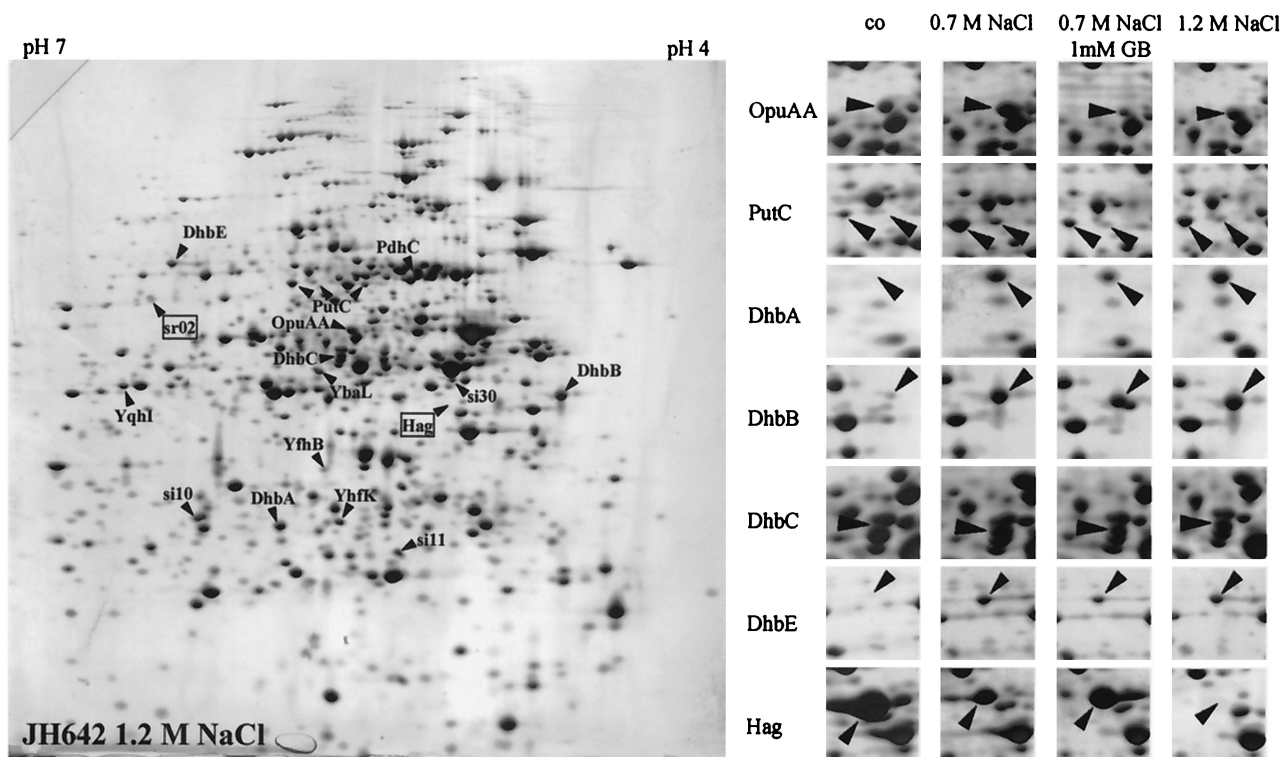 pH 7
pH 4
DhbE
PdhC
PutC
sr02
OpuAA
DhbC
YbaL
si30
DhbB
YqhI
Hag
YfhB
si10
DhbA
YhfK
si11
JH642 1.2 M NaCl
co
0.7 M NaCl
0.7 M NaCl
1mM GB
1.2 M NaCl
OpuAA
PutC
DhbA
DhbB
DhbC
DhbE
Hag